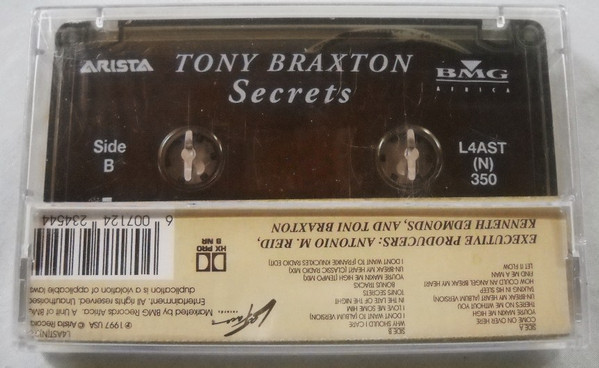 ARISTA
TONY BRAXTON
Secrets
BMG
AFRICA
Side
B
L4AST
(N)
350
SIDE A
COME ON OVER HERE
YOU'RE MAKIN ME HIGH
THERE'S NO ME WITHOUT YOU
UN-BREAK MY HEART (ALBUM VERSION)
TALKING IN HIS SLEEP
HOW COULD AN ANGEL BREAK MY HEART
FIND ME A MAN
LET IT FLOW
SIDE B
WHY SHOULD I CARE
I DON'T WANT TO (ALBUM VERSION)
I LOVE ME SOME HIM
IN THE LATE OF THE NIGHT
TONI'S SECRETS
BONUS TRACKS
YOU'RE MAKIN ME HIGH (HIGH TEMPO MIX)
UN-BREAK MY HEART (CLASSIC RADIO MIX)
I DON'T WANT TO (FRANKIE KNUCKLES RADIO EDIT)
EXECUTIVE PRODUCERS: ANTONIO M. REID,
KENNETH EDMONDS, AND TONI BRAXTON
LaFace
℗ 1997 USA © Arista Records
Marketed by BMG Records Africa. A Unit of BMG
Entertainment. All rights reserved. Unauthorised
duplication is a violation of applicable laws
HX PRO
B NR
6 007124 234544